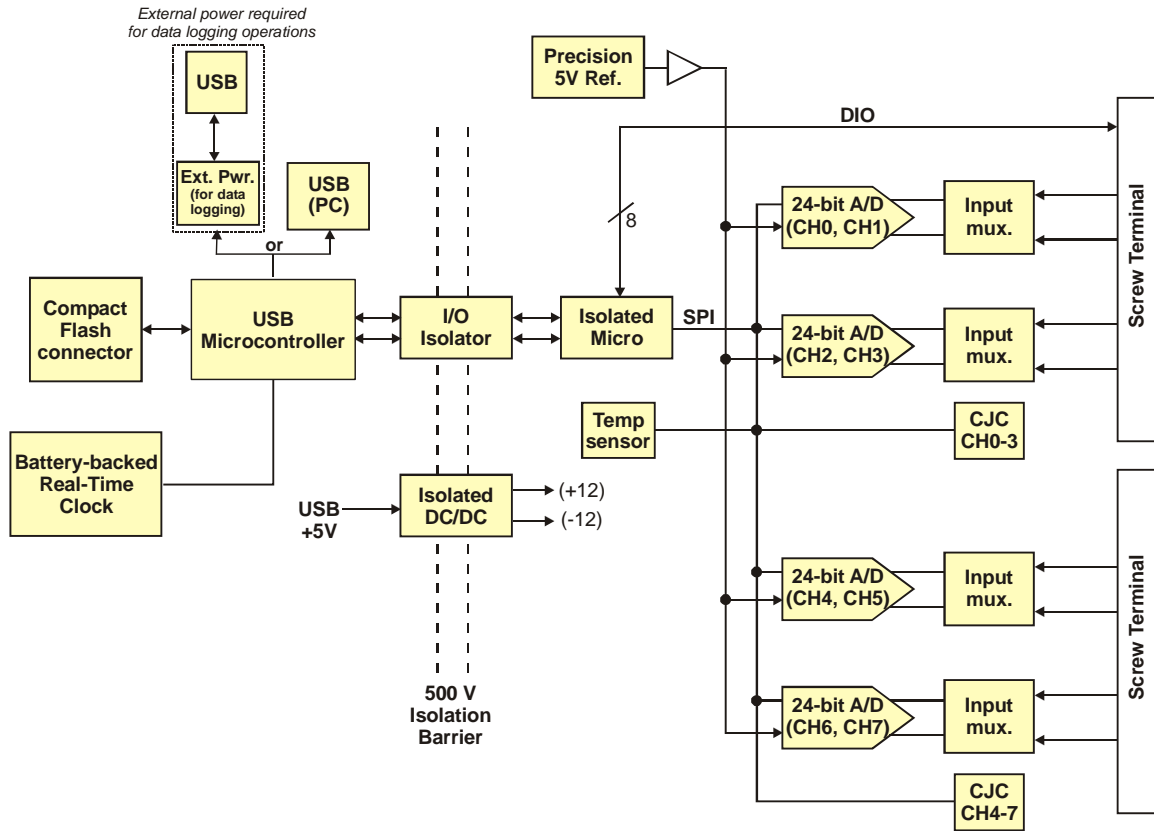 External power required
for data logging operations
USB
Ext. Pwr.
(for data
logging)
USB
(PC)
or
Compact
Flash
connector
USB
Microcontroller
Battery-backed
Real-Time
Clock
I/O
Isolator
Isolated
Micro
SPI
USB
+5V
Isolated
DC/DC
(+12)
(-12)
500 V
Isolation
Barrier
Precision
5V Ref.
DIO
8
24-bit A/D
(CH0, CH1)
Input
mux.
24-bit A/D
(CH2, CH3)
Input
mux.
Screw Terminal
Temp
sensor
CJC
CH0-3
24-bit A/D
(CH4, CH5)
Input
mux.
24-bit A/D
(CH6, CH7)
Input
mux.
Screw Terminal
CJC
CH4-7